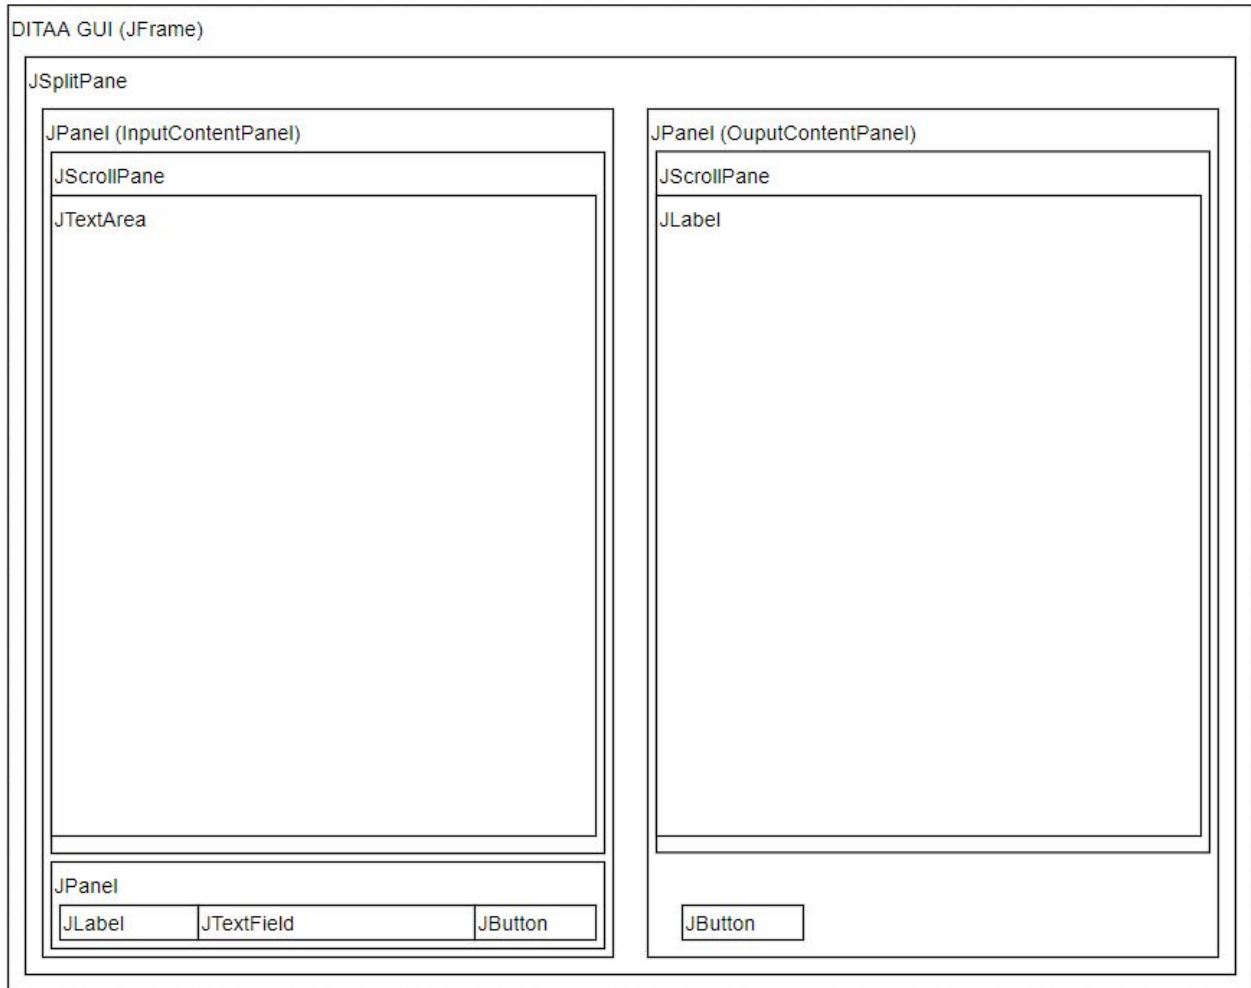 DITAA GUI (JFrame)
JSplitPane
JPanel (InputContentPanel)
JScrollPane
JTextArea
JPanel
JLabel
JTextField
JButton
JPanel (OuputContentPanel)
JScrollPane
JLabel
JButton